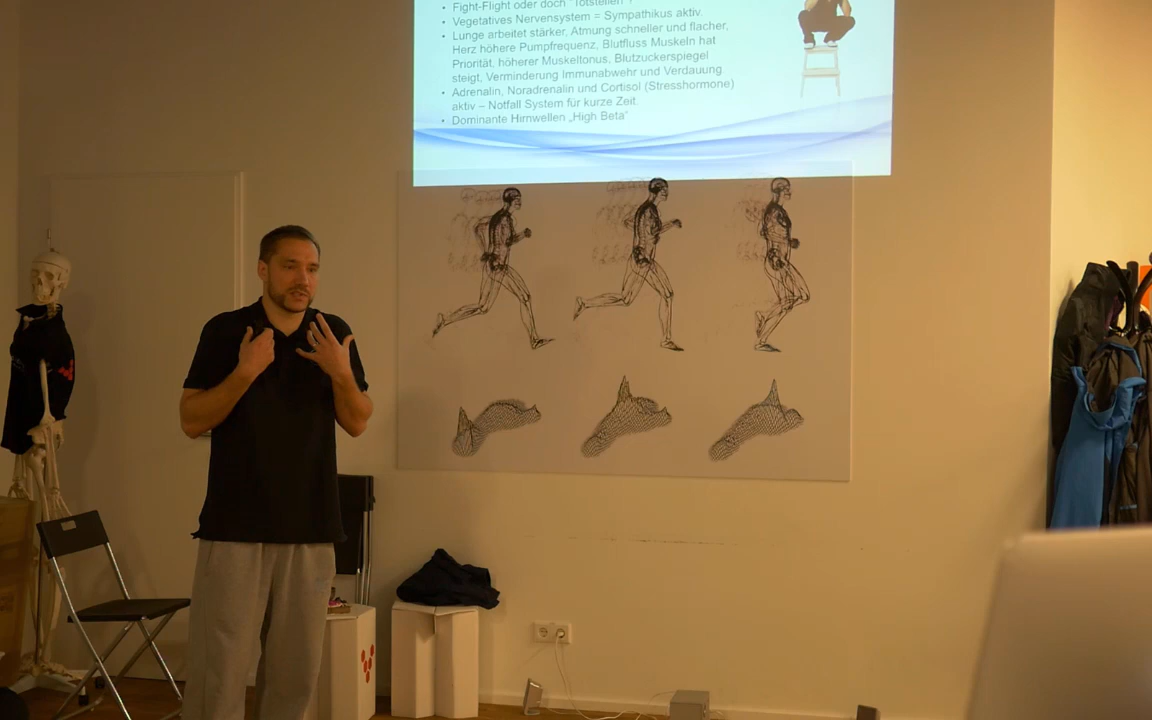 • Fight-Flight oder doch "Totstellen"?
• Vegetatives Nervensystem = Sympathikus aktiv.
• Lunge arbeitet stärker, Atmung schneller und flacher,
Herz höhere Pumpfrequenz, Blutfluss Muskeln hat
Priorität, höherer Muskeltonus, Blutzuckerspiegel
steigt, Verminderung Immunabwehr und Verdauung
• Adrenalin, Noradrenalin und Cortisol (Stresshormone)
aktiv – Notfall System für kurze Zeit.
• Dominante Hirnwellen „High Beta"